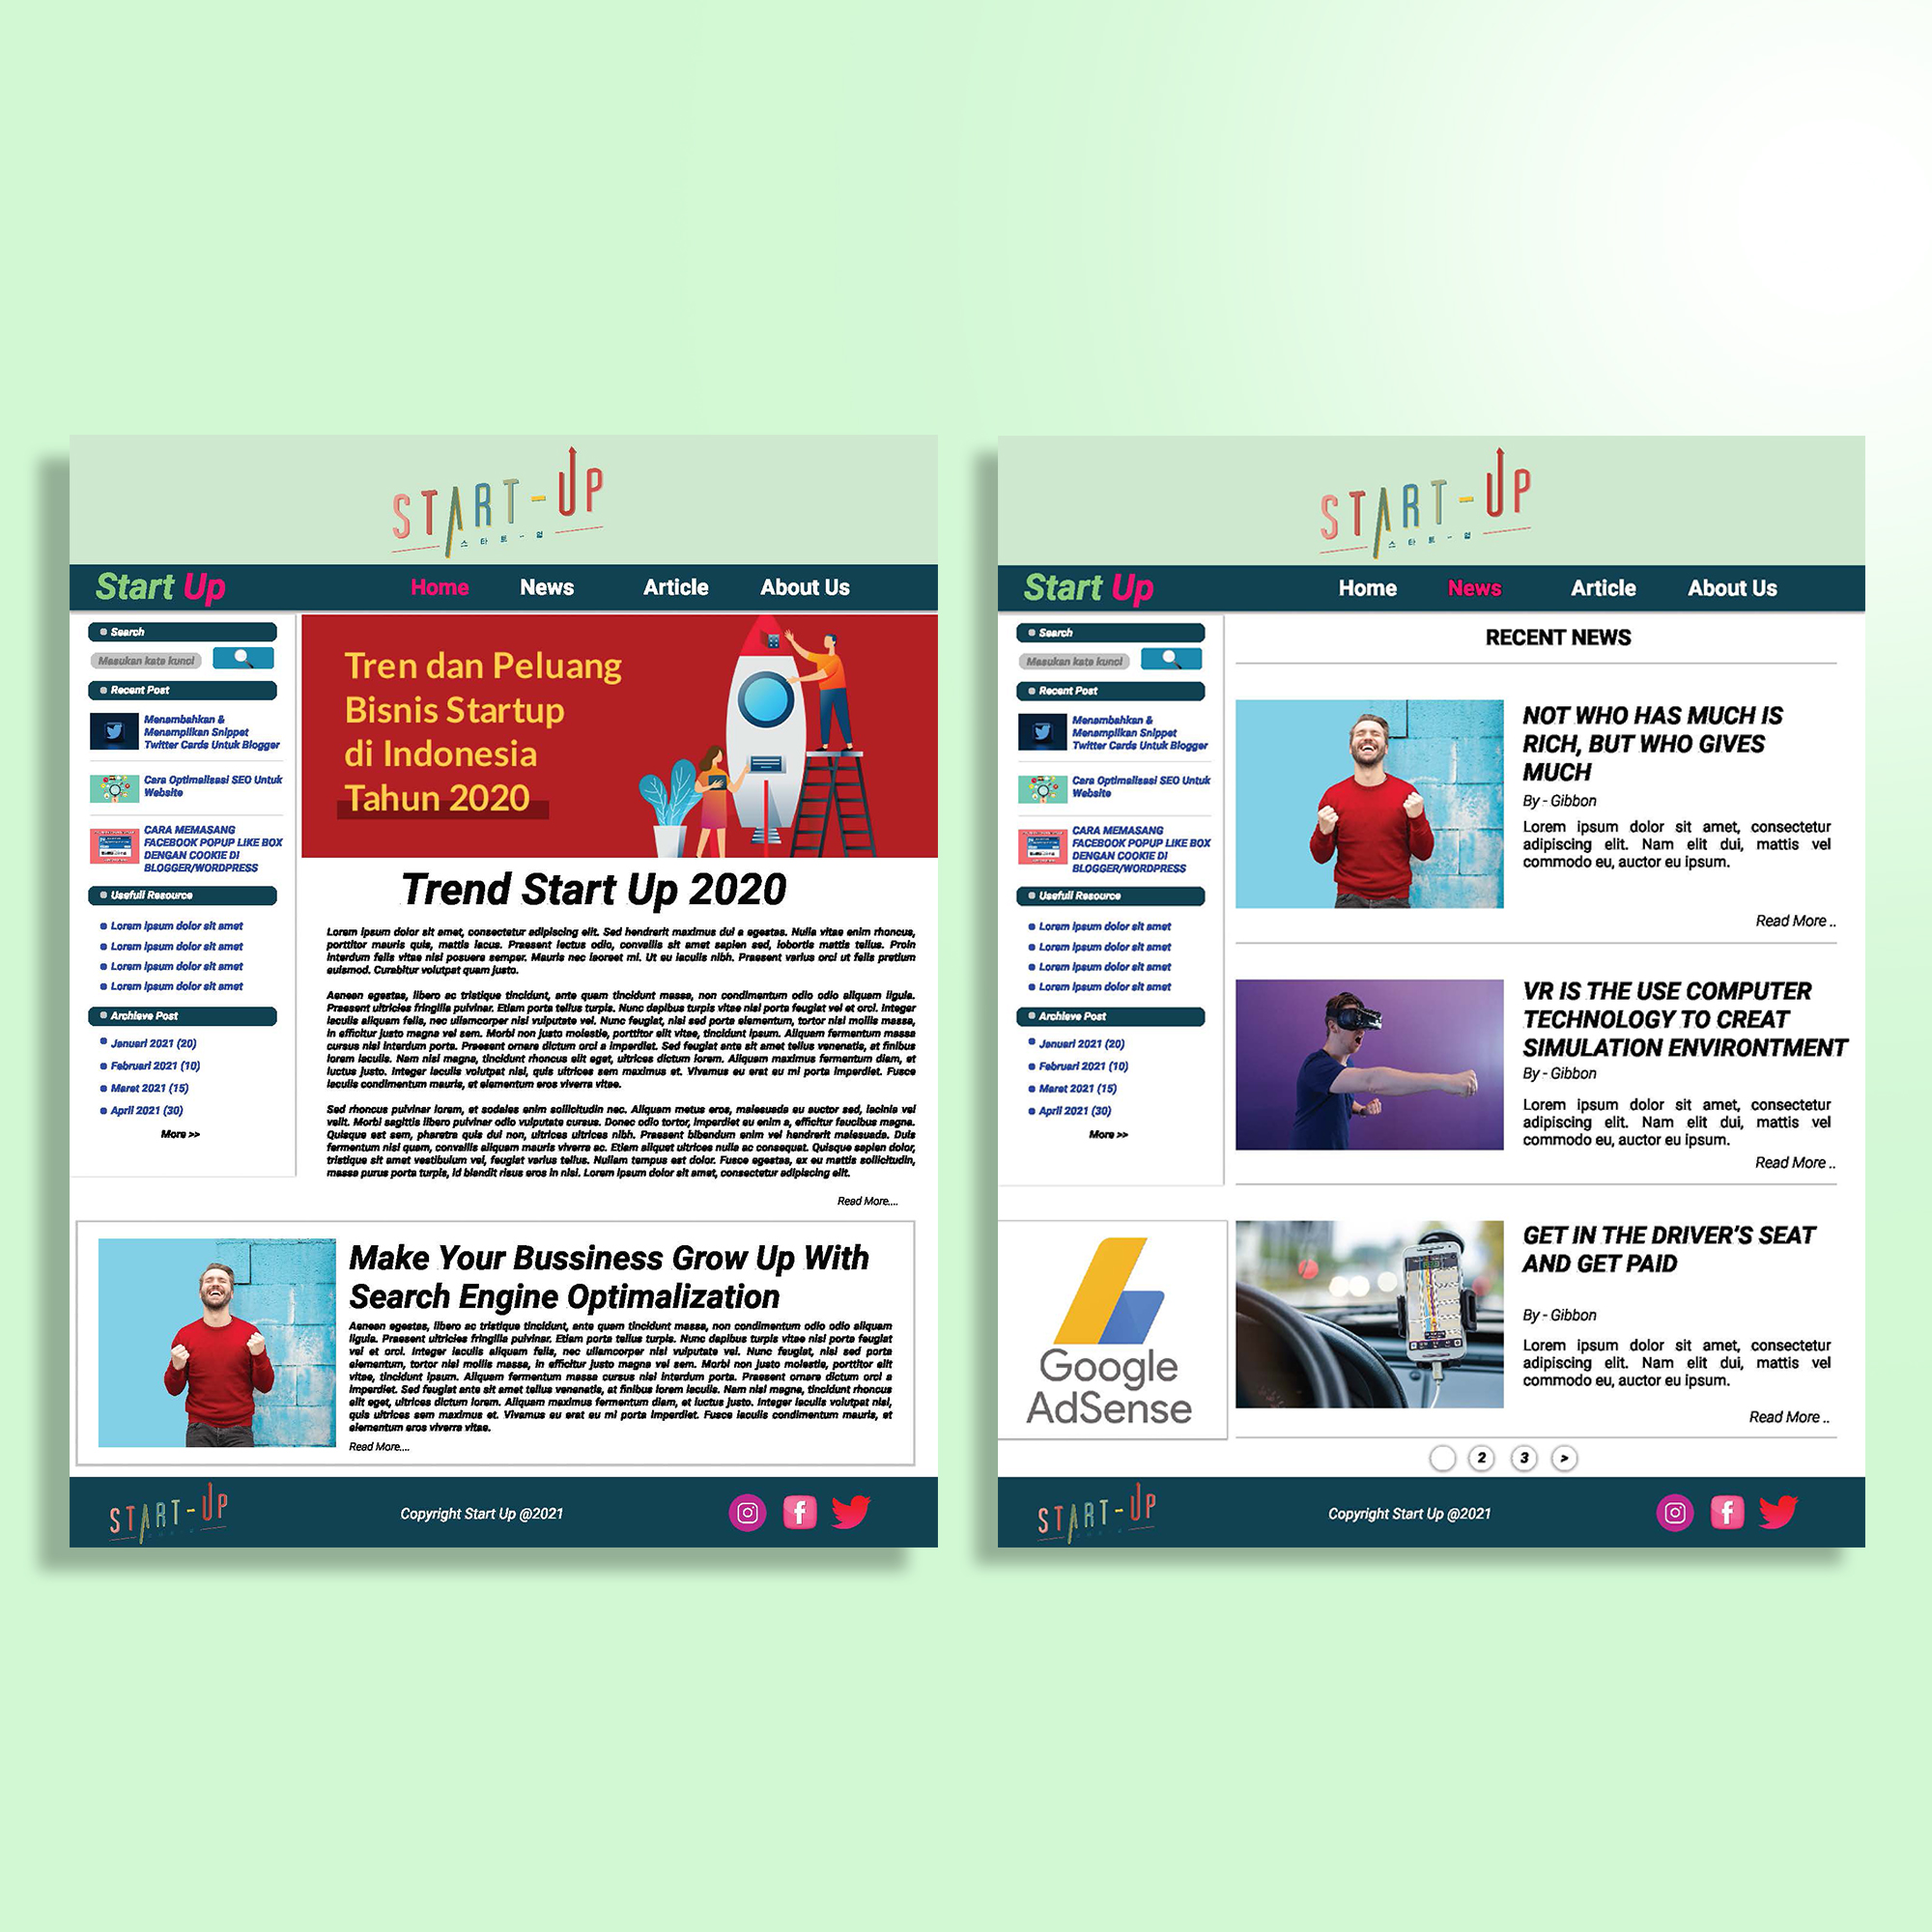 START-UP
스타트-업
Start Up
Home
News
Article
About Us
Search
Masukan kata kunci
Recent Post
Menambahkan &
Menampilkan Snippet
Twitter Cards Untuk Blogger
Cara Optimalisasi SEO Untuk
Website
CARA MEMASANG
FACEBOOK POPUP LIKE BOX
DENGAN COOKIE DI
BLOGGER/WORDPRESS
Usefull Resource
Lorem ipsum dolor sit amet
Lorem ipsum dolor sit amet
Lorem ipsum dolor sit amet
Lorem ipsum dolor sit amet
Archieve Post
Januari 2021 (20)
Februari 2021 (10)
Maret 2021 (15)
April 2021 (30)
More >>
Tren dan Peluang
Bisnis Startup
di Indonesia
Tahun 2020
Trend Start Up 2020
Lorem ipsum dolor sit amet, consectetur adipiscing elit. Sed hendrerit maximus dui a egestas. Nulla vitae enim rhoncus,
porttitor mauris quis, mattis lacus. Praesent lectus odio, convallis sit amet sapien sed, lobortis mattis tellus. Proin
interdum felis vitae nisl posuere semper. Mauris nec laoreet mi. Ut eu iaculis nibh. Praesent varius orci ut felis pretium
euismod. Curabitur volutpat quam justo.
Aenean egestas, libero ac tristique tincidunt, ante quam tincidunt massa, non condimentum odio odio aliquam ligula.
Praesent ultricies fringilla pulvinar. Etiam porta tellus turpis. Nunc dapibus turpis vitae nisl porta feugiat vel et orci. Integer
iaculis aliquam felis, nec ullamcorper nisl vulputate vel. Nunc feugiat, nisl sed porta elementum, tortor nisl mollis massa,
in efficitur justo magna vel sem. Morbi non justo molestie, porttitor elit vitae, tincidunt ipsum. Aliquam fermentum massa
cursus nisl interdum porta. Praesent ornare dictum orci a imperdiet. Sed feugiat ante sit amet tellus venenatis, at finibus
lorem iaculis. Nam nisl magna, tincidunt rhoncus elit eget, ultrices dictum lorem. Aliquam maximus fermentum diam, et
luctus justo. Integer iaculis volutpat nisl, quis ultrices sem maximus et. Vivamus eu erat eu mi porta imperdiet. Fusce
iaculis condimentum mauris, et elementum eros viverra vitae.
Sed rhoncus pulvinar lorem, et sodales enim sollicitudin nec. Aliquam metus eros, malesuada eu auctor sed, lacinia vel
velit. Morbi sagittis libero pulvinar odio vulputate cursus. Donec odio tortor, imperdiet eu enim a, efficitur faucibus magna.
Quisque est sem, pharetra quis dui non, ultrices ultrices nibh. Praesent bibendum enim vel hendrerit malesuada. Duis
fermentum nisl quam, convallis aliquam mauris viverra ac. Etiam aliquet ultrices nulla ac consequat. Quisque sapien dolor,
tristique sit amet vestibulum vel, feugiat varius tellus. Nullam tempus est dolor. Fusce egestas, ex eu mattis sollicitudin,
massa purus porta turpis, id blandit risus eros in nisl. Lorem ipsum dolor sit amet, consectetur adipiscing elit.
Read More....
Make Your Bussiness Grow Up With
Search Engine Optimalization
Aenean egestas, libero ac tristique tincidunt, ante quam tincidunt massa, non condimentum odio odio aliquam
ligula. Praesent ultricies fringilla pulvinar. Etiam porta tellus turpis. Nunc dapibus turpis vitae nisl porta feugiat
vel et orci. Integer iaculis aliquam felis, nec ullamcorper nisl vulputate vel. Nunc feugiat, nisl sed porta
elementum, tortor nisl mollis massa, in efficitur justo magna vel sem. Morbi non justo molestie, porttitor elit
vitae, tincidunt ipsum. Aliquam fermentum massa cursus nisl interdum porta. Praesent ornare dictum orci a
imperdiet. Sed feugiat ante sit amet tellus venenatis, at finibus lorem iaculis. Nam nisl magna, tincidunt rhoncus
elit eget, ultrices dictum lorem. Aliquam maximus fermentum diam, et luctus justo. Integer iaculis volutpat nisl,
quis ultrices sem maximus et. Vivamus eu erat eu mi porta imperdiet. Fusce iaculis condimentum mauris, et
elementum eros viverra vitae.
Read More....
START-UP
Copyright Start Up @2021
START-UP
스타트-업
Start Up
Home
News
Article
About Us
Search
Masukan kata kunci
Recent Post
Menambahkan &
Menampilkan Snippet
Twitter Cards Untuk Blogger
Cara Optimalisasi SEO Untuk
Website
CARA MEMASANG
FACEBOOK POPUP LIKE BOX
DENGAN COOKIE DI
BLOGGER/WORDPRESS
Usefull Resource
Lorem ipsum dolor sit amet
Lorem ipsum dolor sit amet
Lorem ipsum dolor sit amet
Lorem ipsum dolor sit amet
Archieve Post
Januari 2021 (20)
Februari 2021 (10)
Maret 2021 (15)
April 2021 (30)
More >>
Google
AdSense
RECENT NEWS
NOT WHO HAS MUCH IS
RICH, BUT WHO GIVES
MUCH
By - Gibbon
Lorem ipsum dolor sit amet, consectetur
adipiscing elit. Nam elit dui, mattis vel
commodo eu, auctor eu ipsum.
Read More ..
VR IS THE USE COMPUTER
TECHNOLOGY TO CREAT
SIMULATION ENVIRONTMENT
By - Gibbon
Lorem ipsum dolor sit amet, consectetur
adipiscing elit. Nam elit dui, mattis vel
commodo eu, auctor eu ipsum.
Read More ..
GET IN THE DRIVER'S SEAT
AND GET PAID
By - Gibbon
Lorem ipsum dolor sit amet, consectetur
adipiscing elit. Nam elit dui, mattis vel
commodo eu, auctor eu ipsum.
Read More ..
2 3 >
START-UP
Copyright Start Up @2021